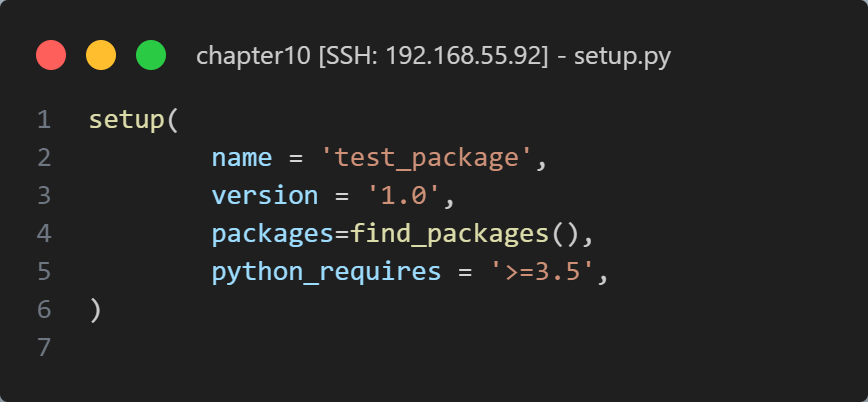 chapter10 [SSH: 192.168.55.92] - setup.py
1 setup(
2         name = 'test_package',
3         version = '1.0',
4         packages=find_packages(),
5         python_requires = '>=3.5',
6 )
7